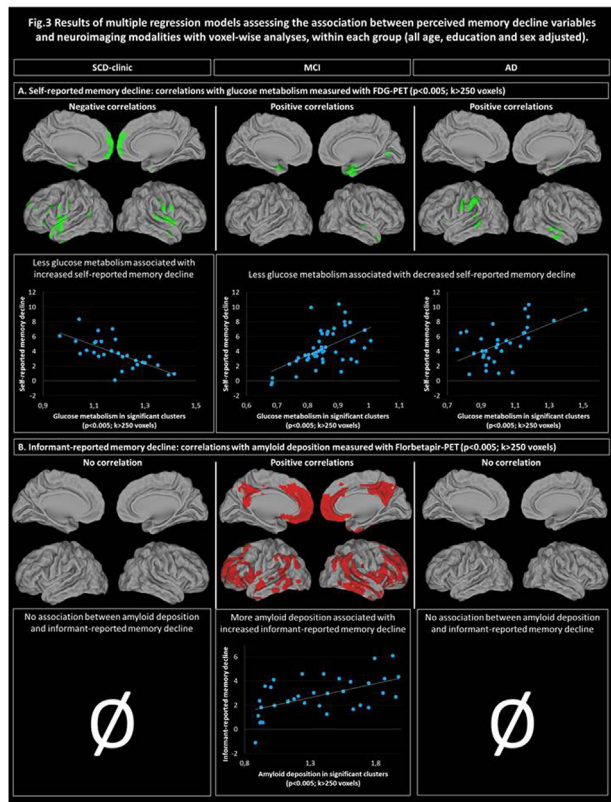 Fig.3 Results of multiple regression models assessing the association between perceived memory decline variables
and neuroimaging modalities with voxel-wise analyses, within each group (all age, education and sex adjusted).
SCD-clinic
MCI
AD
A. Self-reported memory decline: correlations with glucose metabolism measured with FDG-PET (p<0.005; k>250 voxels)
Negative correlations
Positive correlations
Positive correlations
Less glucose metabolism associated with
increased self-reported memory decline
Less glucose metabolism associated with decreased self-reported memory decline
Self-reported memory decline
12
10
8
6
4
2
0
-2
0,9
1,1
1,3
1,5
Glucose metabolism in significant clusters
(p<0.005; k>250 voxels)
Self-reported memory decline
12
10
8
6
4
2
0
-2
0,6
0,7
0,8
0,9
1
1,1
Glucose metabolism in significant clusters
(p<0.005; k>250 voxels)
Self-reported memory decline
12
10
8
6
4
2
0
-2
0,7
0,9
1,1
1,3
1,5
Glucose metabolism in significant clusters
(p<0.005; k>250 voxels)
B. Informant-reported memory decline: correlations with amyloid deposition measured with Florbetapir-PET (p<0.005; k>250 voxels)
No correlation
Positive correlations
No correlation
No association between amyloid deposition
and informant-reported memory decline
More amyloid deposition associated with
increased informant-reported memory decline
No association between amyloid deposition
and informant-reported memory decline
Ø
Informant-reported memory decline
6
4
2
0
-2
0,8
1,3
1,8
Amyloid deposition in significant clusters
(p<0.005; k>250 voxels)
Ø